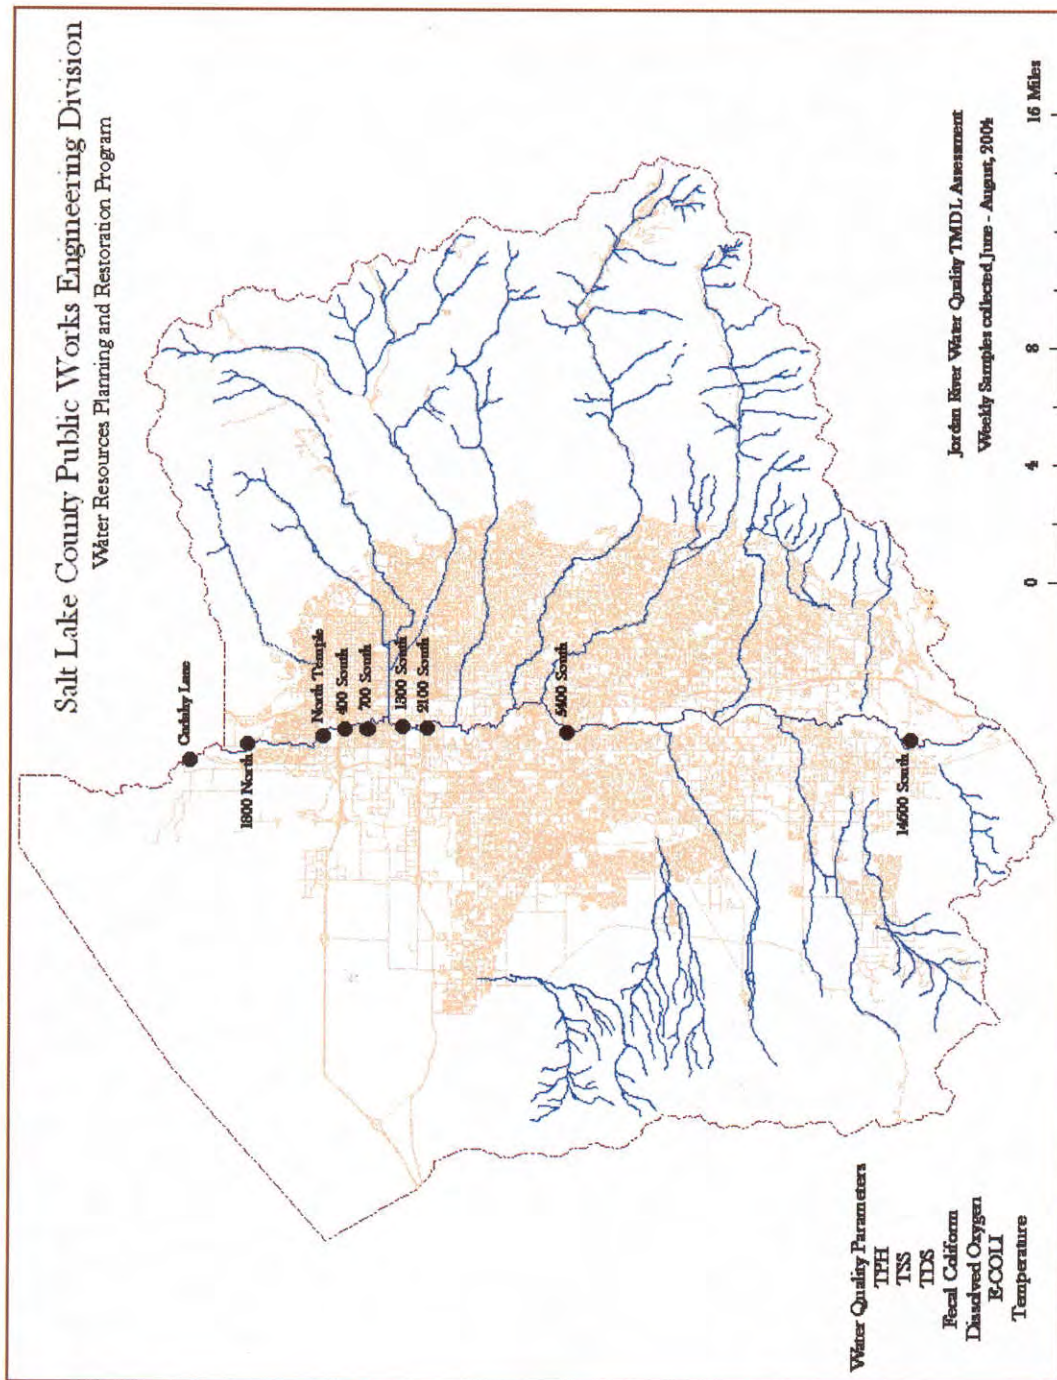 Salt Lake County Public Works Engineering Division
Water Resources Planning and Restoration Program
Cudahy Lane
1800 North
North Temple
400 South
700 South
1300 South
2100 South
5400 South
14600 South
Water Quality Parameters
TPH
TSS
TDS
Fecal Coliform
Dissolved Oxygen
E-COLI
Temperature
Jordan River Water Quality TMDL Assessment
Weekly Samples collected June - August, 2004
0 4 8 16 Miles